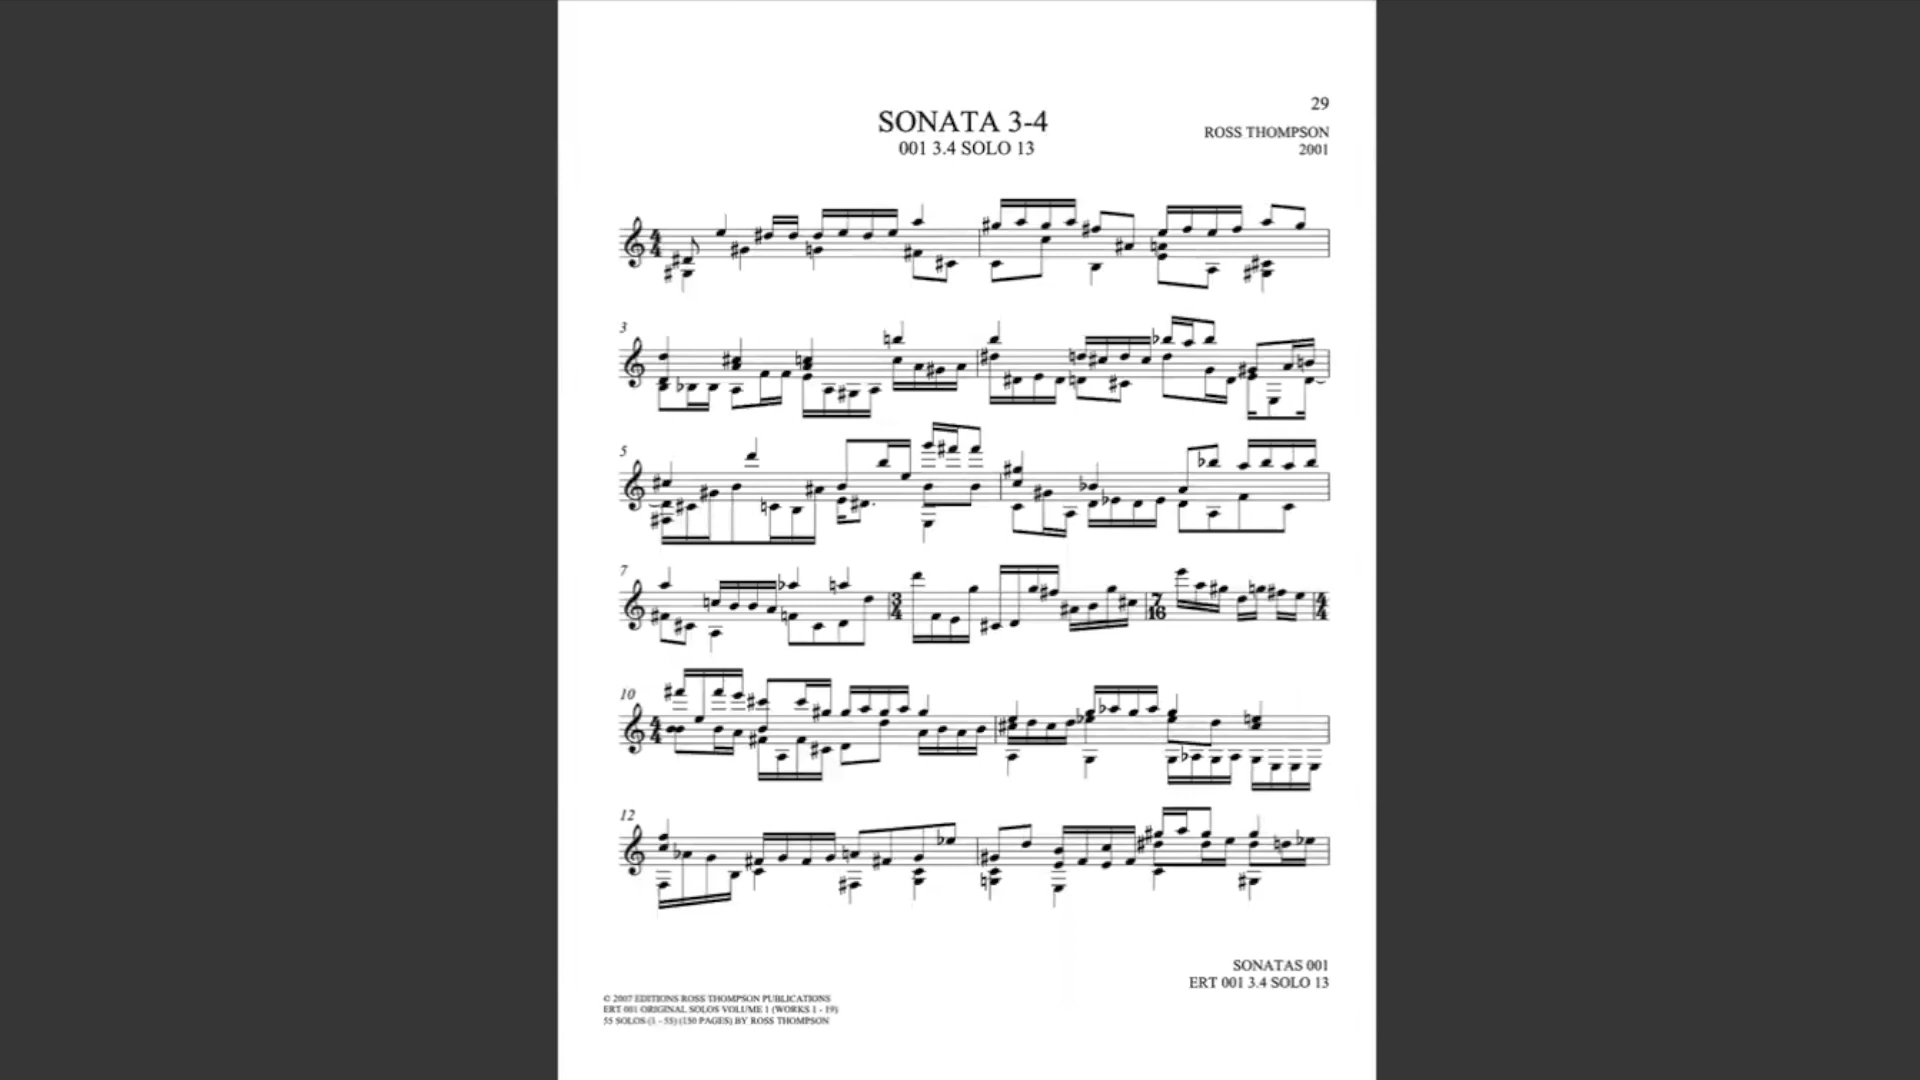 29
SONATA 3-4
001 3.4 SOLO 13
ROSS THOMPSON
2001
3
5
7
10
12
SONATAS 001
ERT 001 3.4 SOLO 13
© 2007 EDITIONS ROSS THOMPSON PUBLICATIONS
ERT 001 ORIGINAL SOLOS VOLUME 1 (WORKS 1 - 19)
55 SOLOS (1 - 55) (150 PAGES) BY ROSS THOMPSON